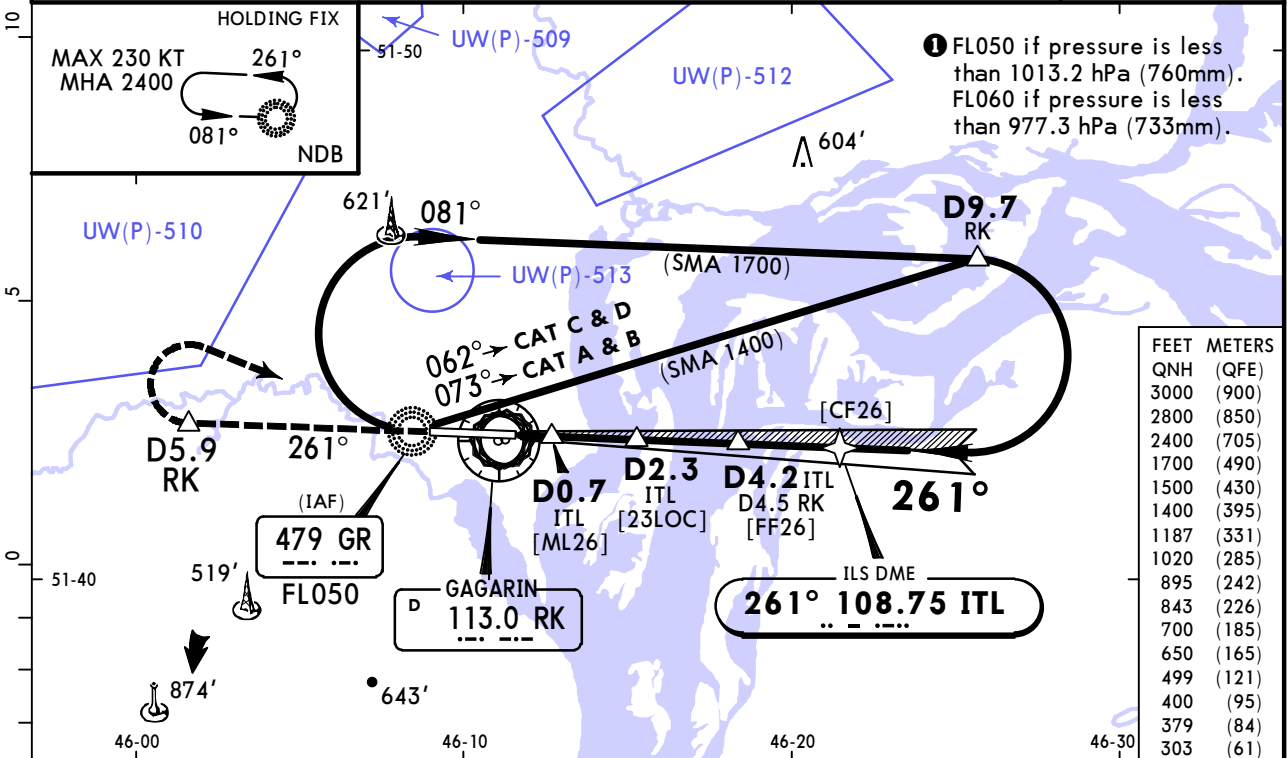 10
HOLDING FIX
MAX 230 KT
MHA 2400
261°
081°
NDB
51-50
UW(P)-509
UW(P)-512
❶ FL050 if pressure is less
than 1013.2 hPa (760mm).
FL060 if pressure is less
than 977.3 hPa (733mm).
604'
621'
081°
D9.7
RK
UW(P)-510
(SMA 1700)
UW(P)-513
5
062° → CAT C & D
073° → CAT A & B
(SMA 1400)
[CF26]
D5.9
RK
261°
D0.7
ITL
[ML26]
D2.3
ITL
[23LOC]
D4.2 ITL
D4.5 RK
[FF26]
261°
(IAF)
479 GR
FL050
0
51-40
519'
GAGARIN
D
113.0 RK
ILS DME
261° 108.75 ITL
874'
643'
46-00
46-10
46-20
46-30
FEET METERS
QNH (QFE)
3000 (900)
2800 (850)
2400 (705)
1700 (490)
1500 (430)
1400 (395)
1187 (331)
1020 (285)
895 (242)
843 (226)
700 (185)
650 (165)
499 (121)
400 (95)
379 (84)
303 (61)